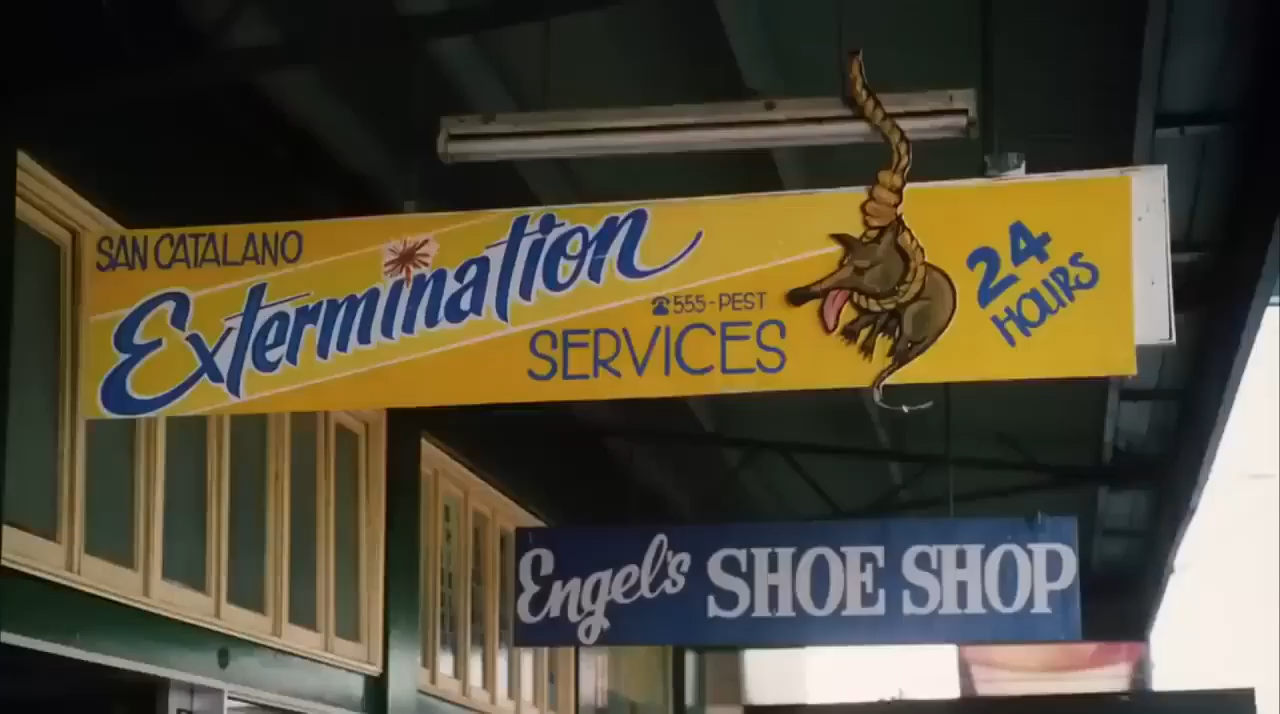 SAN CATALANO
Extermination
☎555-PEST
SERVICES
24
HOURS
Engel's SHOE SHOP